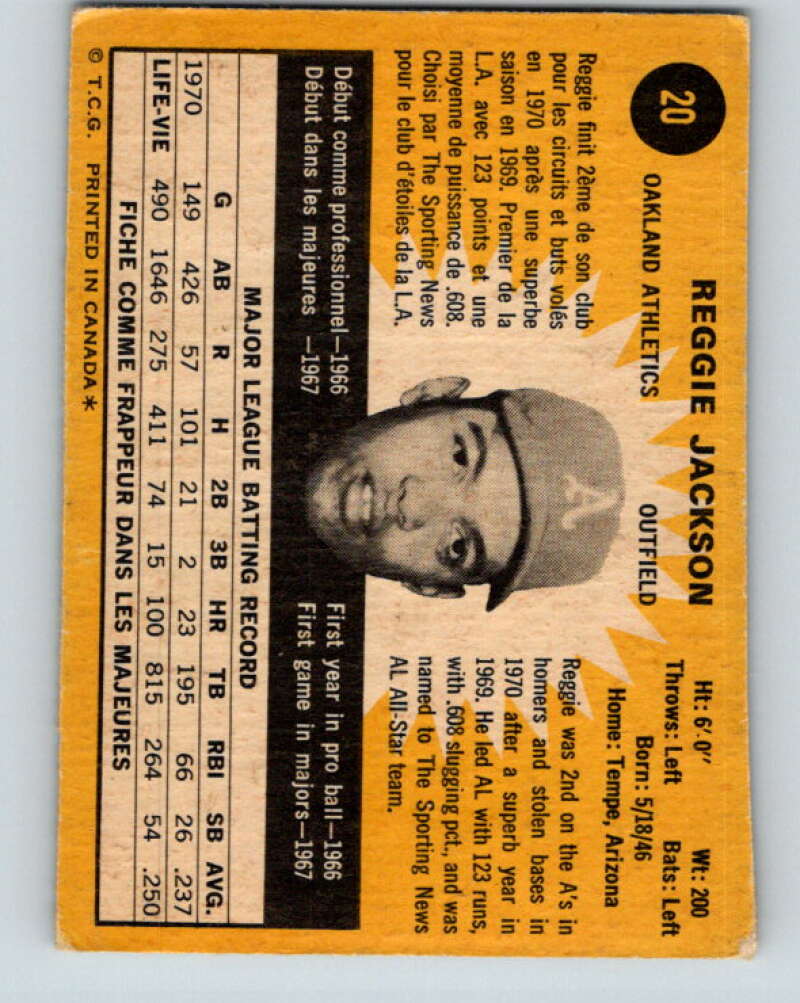 20
REGGIE JACKSON
OAKLAND ATHLETICS OUTFIELD
Ht: 6'.0" Wt: 200
Throws: Left Bats: Left
Born: 5/18/46
Home: Tempe, Arizona
Reggie finit 2ème de son club
pour les circuits et buts volés
en 1970 après une superbe
saison en 1969. Premier de la
L.A. avec 123 points et une
moyenne de puissance de .608.
Choisi par The Sporting News
pour le club d'étoiles de la L.A.
A
Reggie was 2nd on the A's in
homers and stolen bases in
1970 after a superb year in
1969. He led AL with 123 runs,
with .608 slugging pct., and was
named to The Sporting News
AL All-Star team.
Début comme professionnel—1966
Début dans les majeures —1967
First year in pro ball—1966
First game in majors—1967
MAJOR LEAGUE BATTING RECORD
G AB R H 2B 3B HR TB RBI SB AVG.
1970 149 426 57 101 21 2 23 195 66 26 .237
LIFE-VIE 490 1646 275 411 74 15 100 815 264 54 .250
FICHE COMME FRAPPEUR DANS LES MAJEURES
© T.C.G. PRINTED IN CANADA *